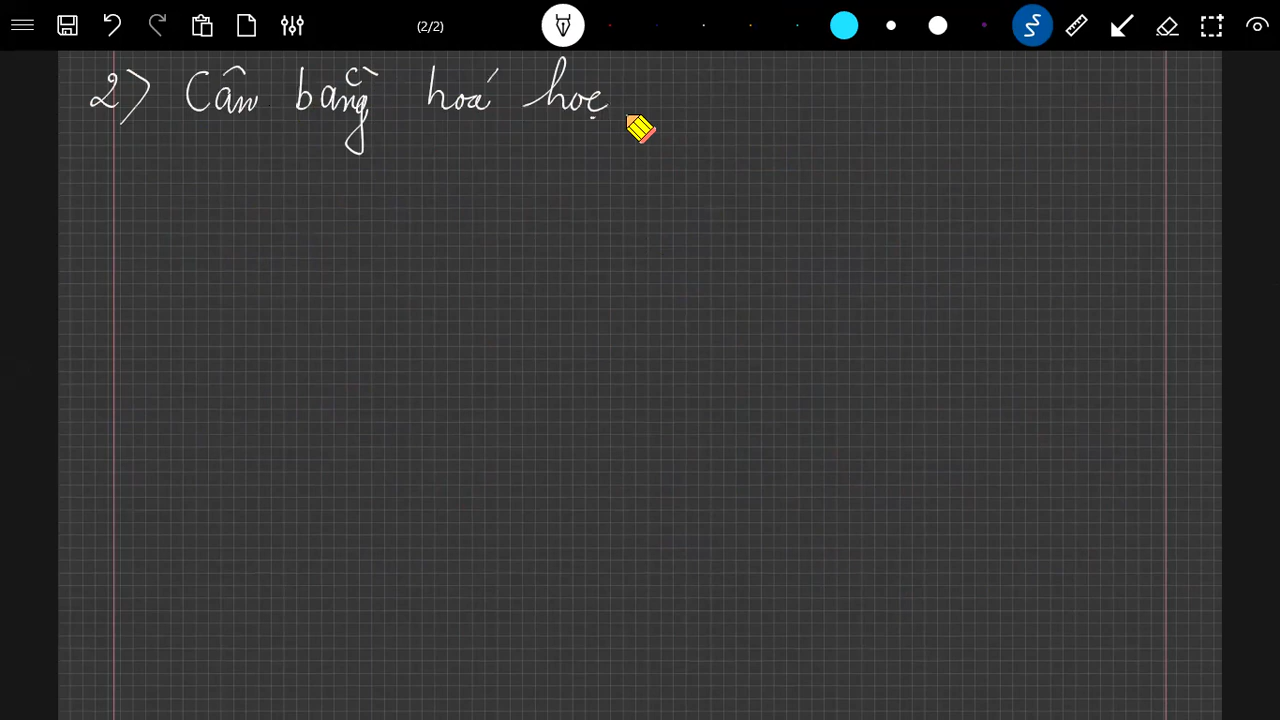 (2/2)
2) Cân bằng hoá học